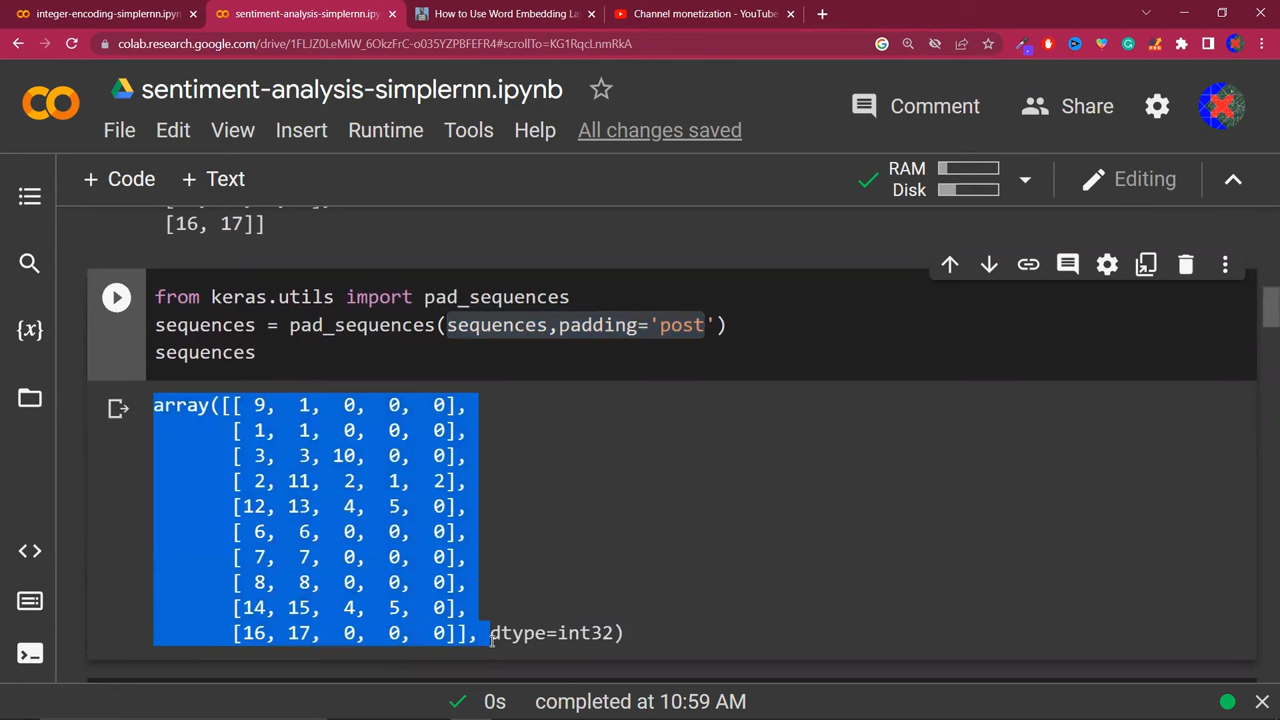 integer-encoding-simplernn.ipyn
sentiment-analysis-simplernn.ipy
How to Use Word Embedding La
Channel monetization - YouTube
colab.research.google.com/drive/1FLJZ0LeMiW_6OkzFrC-o035YZPBFEFR4#scrollTo=KG1RqcLnmRkA
sentiment-analysis-simplernn.ipynb
Comment
Share
File Edit View Insert Runtime Tools Help All changes saved
+ Code + Text
RAM
Disk
Editing
[16, 17]]
from keras.utils import pad_sequences
sequences = pad_sequences(sequences,padding='post')
sequences
array([[ 9, 1, 0, 0, 0],
[ 1, 1, 0, 0, 0],
[ 3, 3, 10, 0, 0],
[ 2, 11, 2, 1, 2],
[12, 13, 4, 5, 0],
[ 6, 6, 0, 0, 0],
[ 7, 7, 0, 0, 0],
[ 8, 8, 0, 0, 0],
[14, 15, 4, 5, 0],
[16, 17, 0, 0, 0]], dtype=int32)
0s completed at 10:59 AM